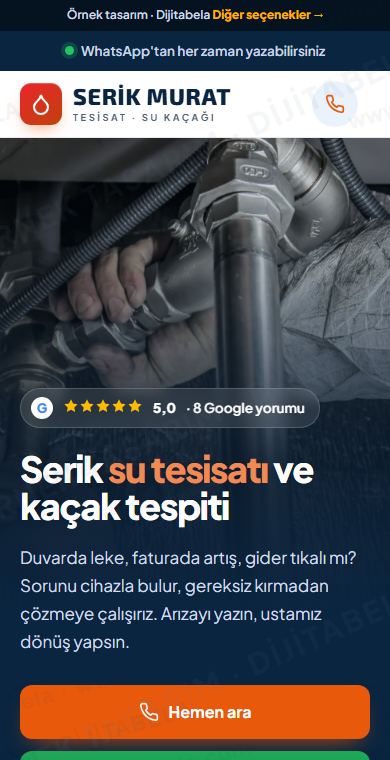 Örnek tasarım · Dijitabela Diğer seçenekler →
WhatsApp'tan her zaman yazabilirsiniz
SERİK MURAT
TESİSAT · SU KAÇAĞI
G 5,0 · 8 Google yorumu
Serik su tesisatı ve
kaçak tespiti
Duvarda leke, faturada artış, gider tıkalı mı?
Sorunu cihazla bulur, gereksiz kırmadan
çözmeye çalışırız. Arızayı yazın, ustamız
dönüş yapsın.
Hemen ara